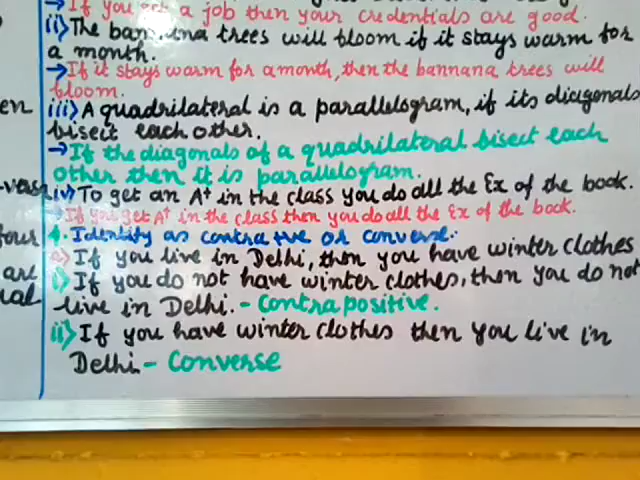 →If you get a job then your credentials are good.
ii) The banana trees will bloom if it stays warm for
a month.
→If it stays warm for a month, then the bannana trees will
bloom.
iii) A quadrilateral is a parallelogram, if its diagonals
bisect each other.
→If the diagonals of a quadrilateral bisect each
other then it is parallelogram.
iv) To get an A+ in the class you do all the Ex of the book.
→If you get A+ in the class then you do all the Ex of the book.
4. Identify as contra +ve or converse.
a) If you live in Delhi, then you have winter clothes
i) If you do not have winter clothes, then you do not
live in Delhi. - Contrapositive.
ii) If you have winter clothes then you live in
Delhi - Converse